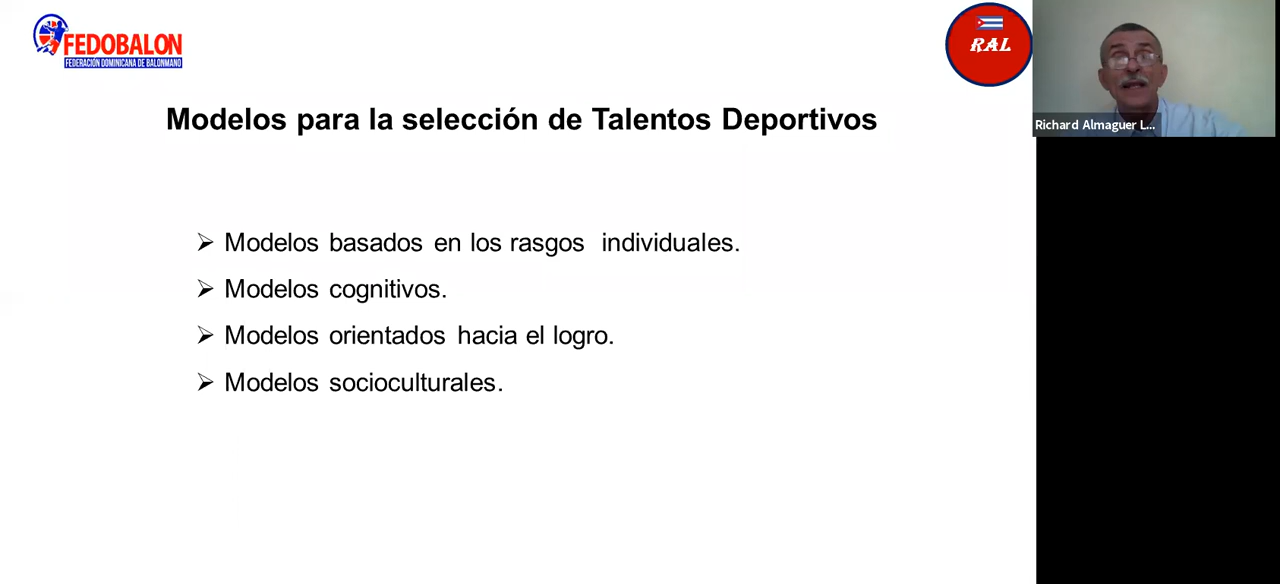 FEDOBALON
FEDERACIÓN DOMINICANA DE BALONMANO
RAL
Richard Almaguer L...
Modelos para la selección de Talentos Deportivos
Modelos basados en los rasgos individuales.
Modelos cognitivos.
Modelos orientados hacia el logro.
Modelos socioculturales.